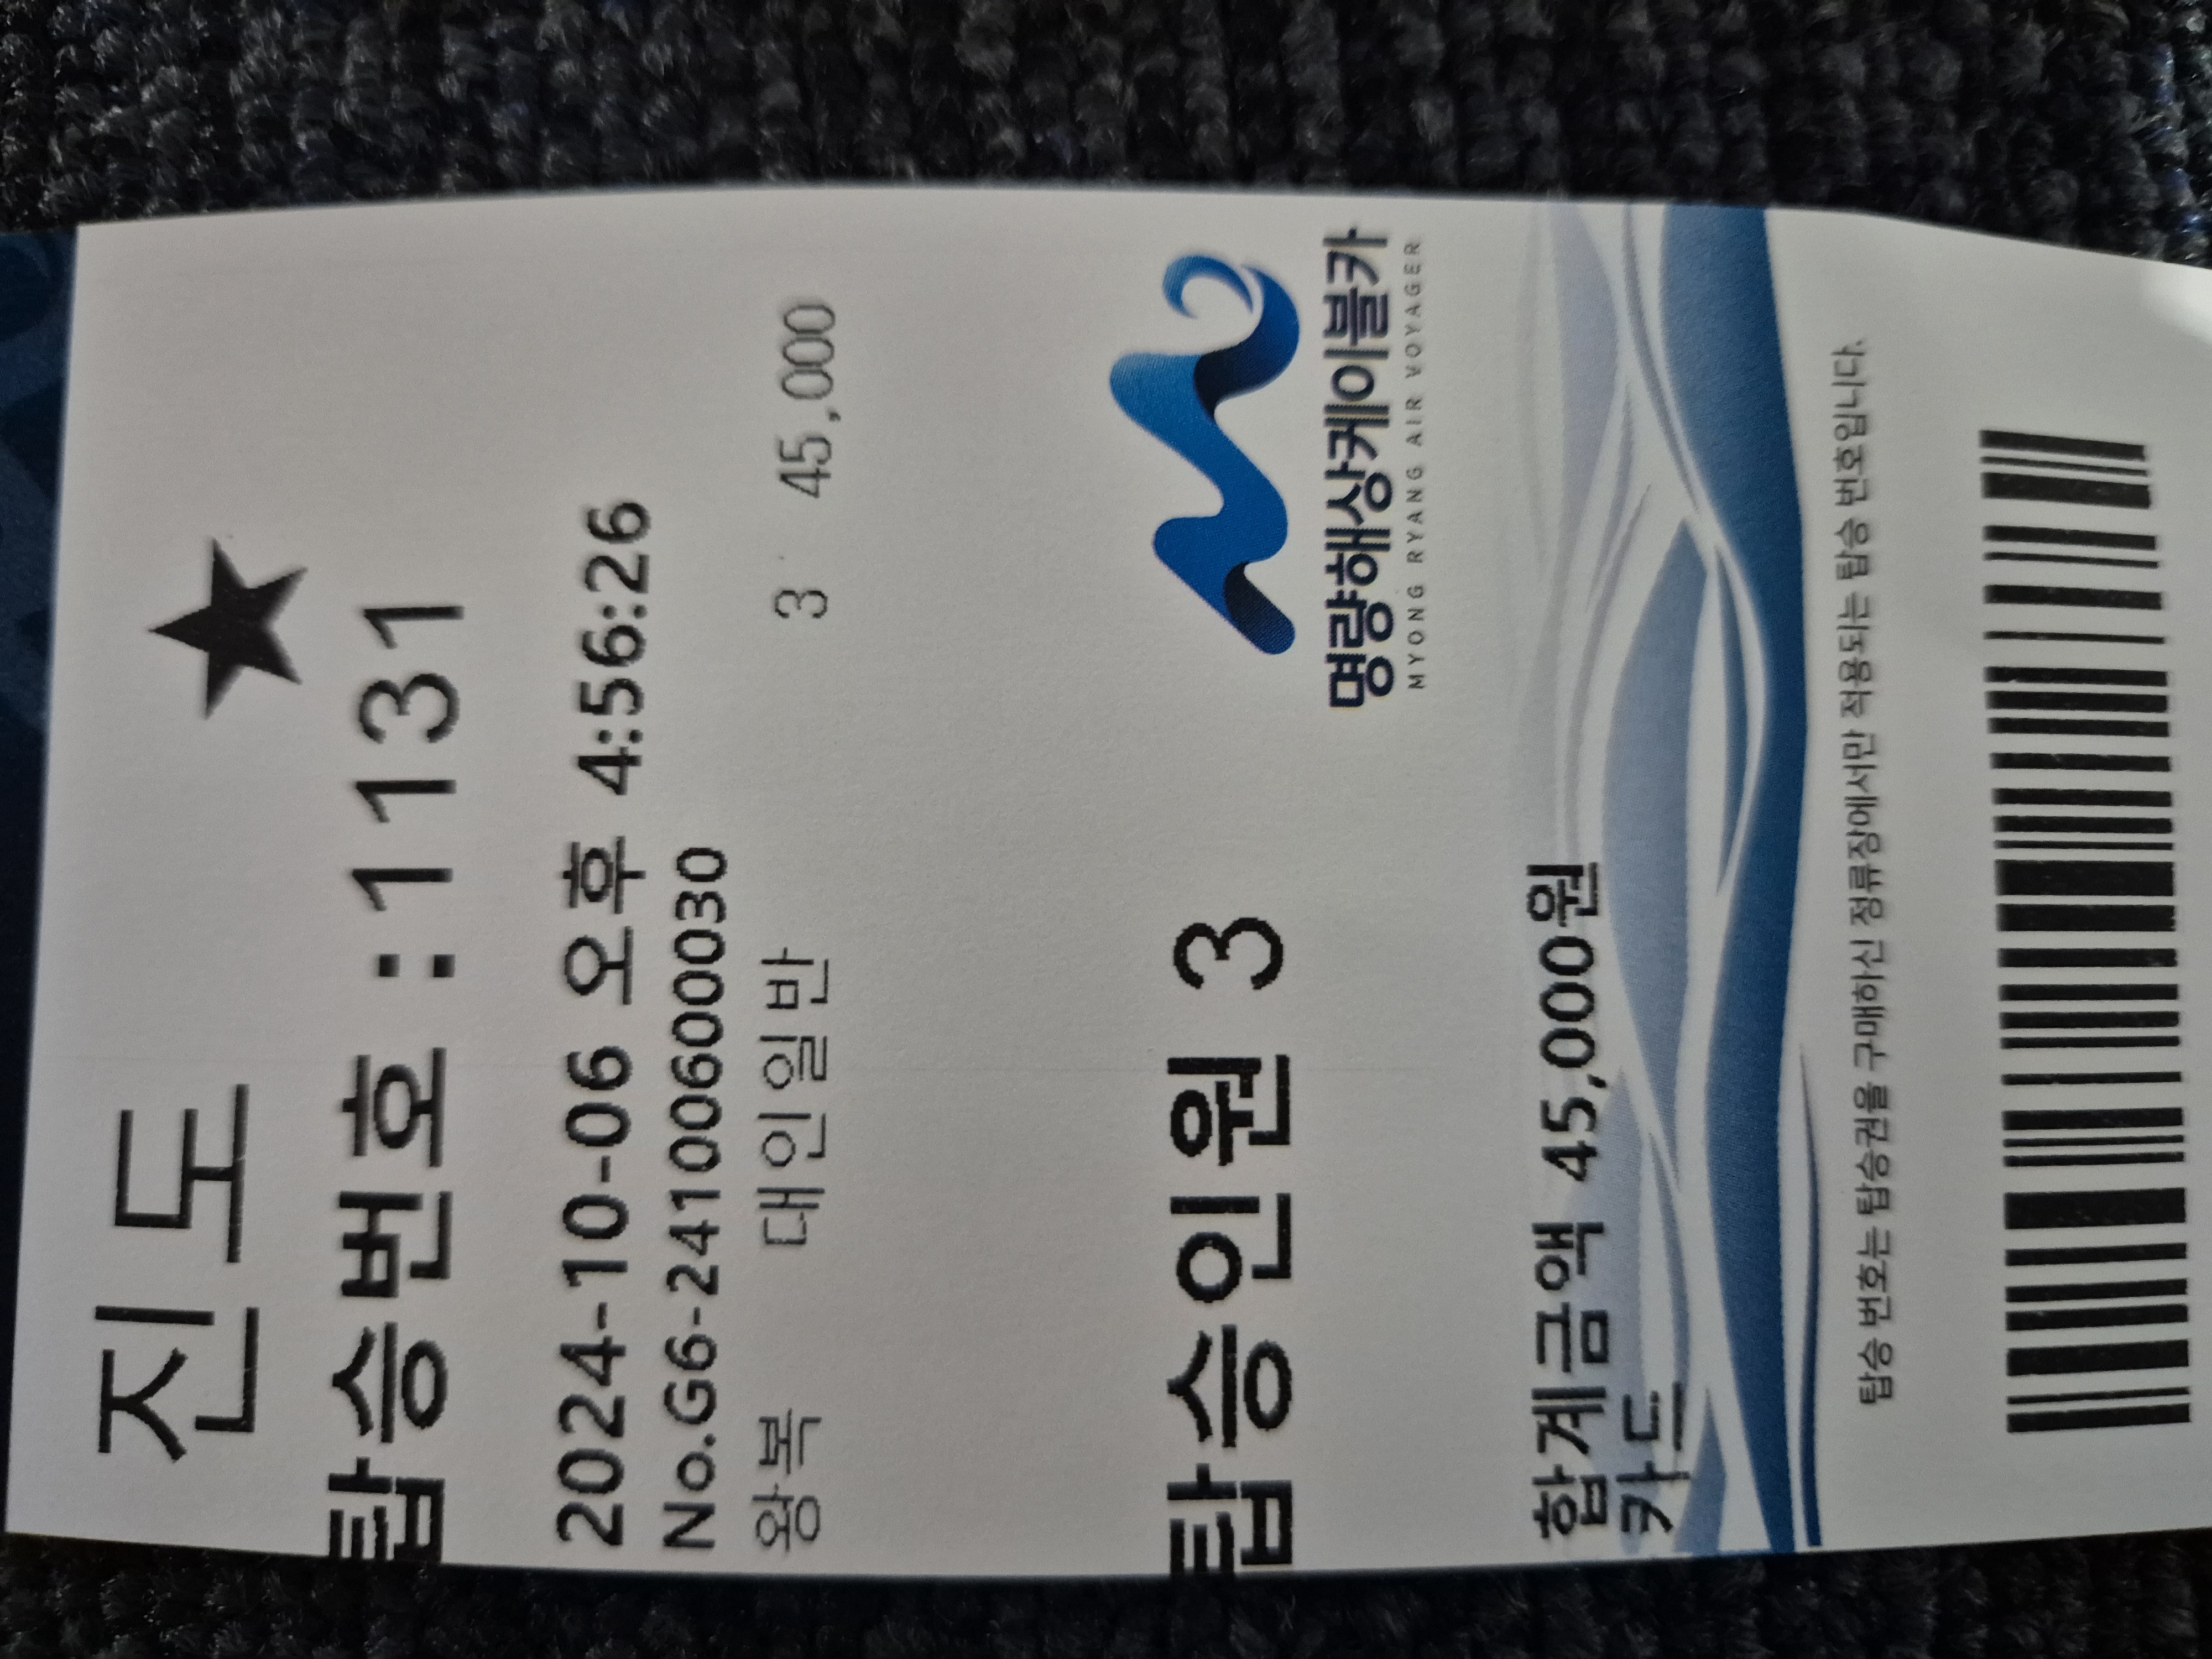 진도 ★
탑승번호 : 1131
2024-10-06 오후 4:56:26
No.G6-241006000030
왕복 대인일반 3 45,000
탑승인원 3
명량해상케이블카
MYONG RYANG AIR VOYAGER
합계금액 45,000원
카드
탑승 번호는 탑승권을 구매하신 정류장에서만 적용되는 탑승 번호입니다.